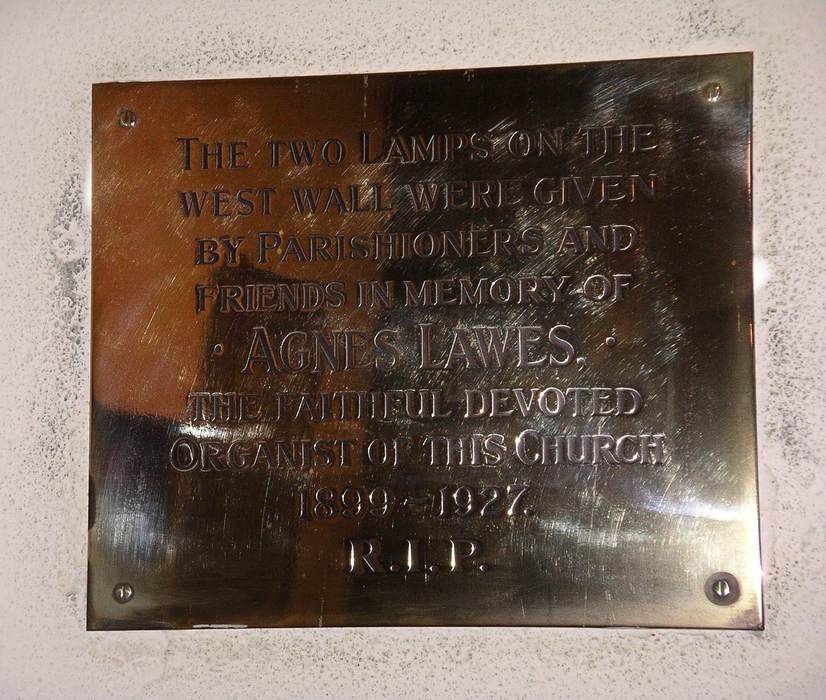 THE TWO LAMPS ON THE
WEST WALL WERE GIVEN
BY PARISHIONERS AND
FRIENDS IN MEMORY OF
· AGNES LAWES, ·
THE FAITHFUL DEVOTED
ORGANIST OF THIS CHURCH
1899 – 1927.
R.I.P.